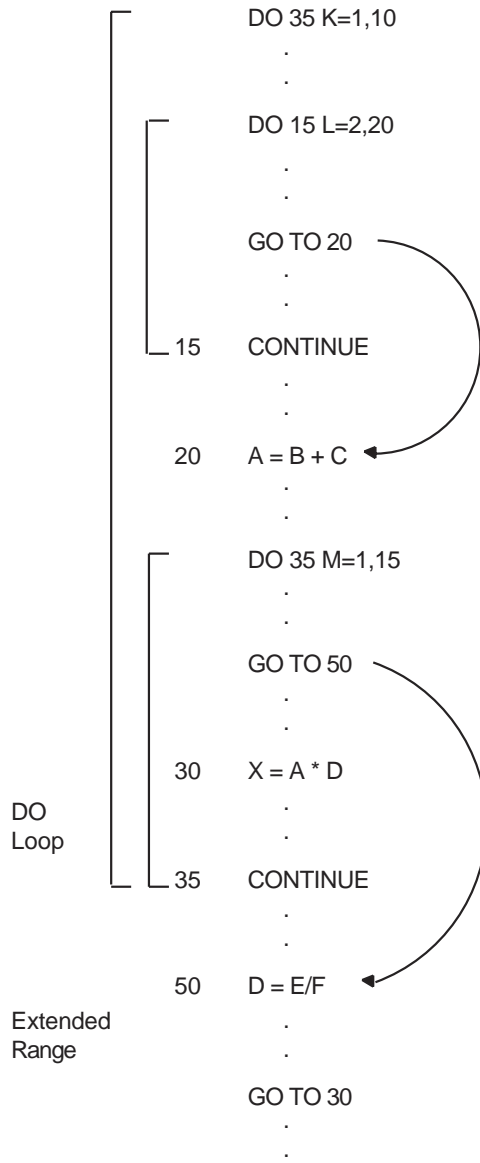 DO 35 K=1,10
.
.
DO 15 L=2,20
.
.
GO TO 20
.
.
15 CONTINUE
.
.
20 A = B + C
.
.
DO 35 M=1,15
.
.
GO TO 50
.
.
30 X = A * D
.
DO
Loop
.
35 CONTINUE
.
.
50 D = E/F
Extended
Range
.
.
GO TO 30
.
.